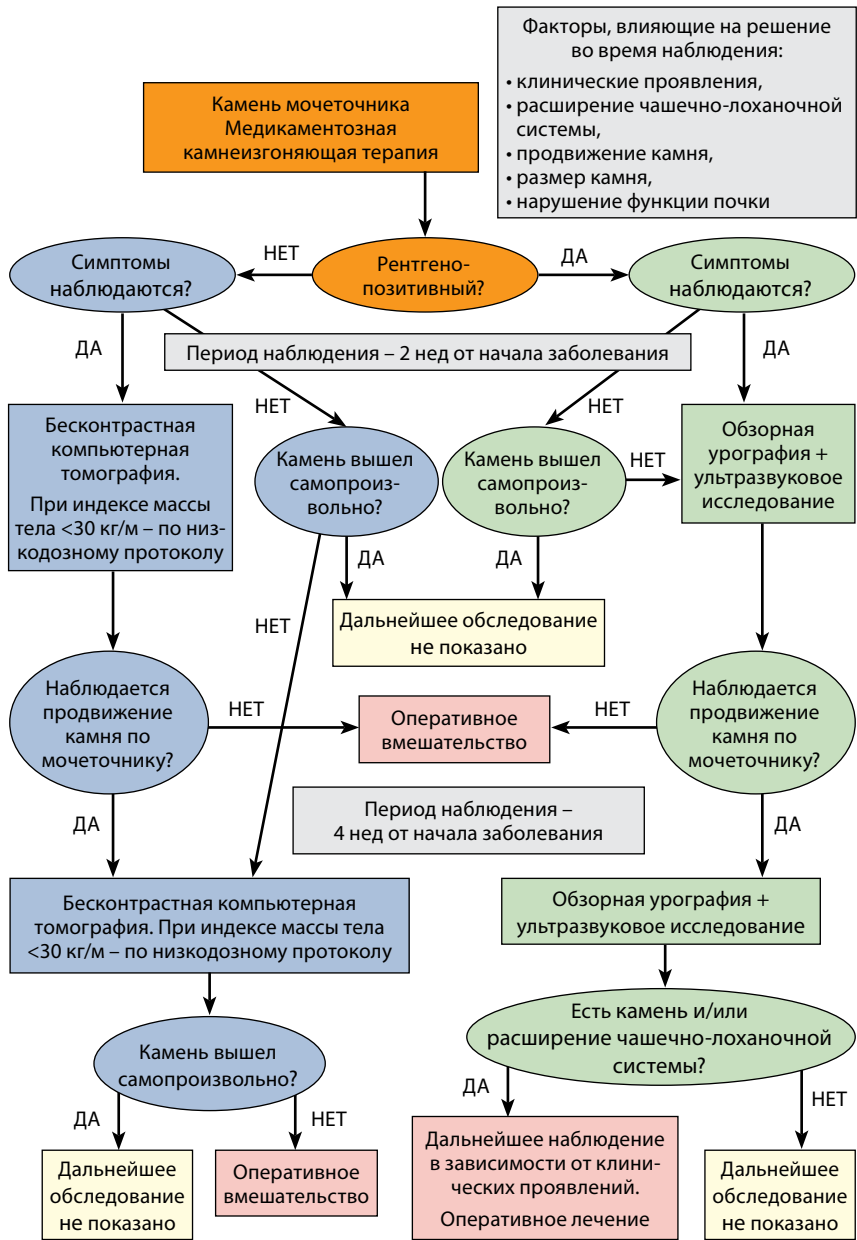 Факторы, влияющие на решение
во время наблюдения:
• клинические проявления,
• расширение чашечно-лоханочной
системы,
• продвижение камня,
• размер камня,
• нарушение функции почки
Камень мочеточника
Медикаментозная
камнеизгоняющая терапия
Симптомы
наблюдаются?
НЕТ
Рентгено-
позитивный?
ДА
Симптомы
наблюдаются?
ДА
Период наблюдения – 2 нед от начала заболевания
ДА
НЕТ
НЕТ
Бесконтрастная
компьютерная
томография.
При индексе массы
тела <30 кг/м – по низ-
кодозному протоколу
Камень вышел
самопроиз-
вольно?
Камень вышел
самопроиз-
вольно?
НЕТ
Обзорная
урография +
ультразвуковое
исследование
ДА
ДА
НЕТ
Дальнейшее обследование
не показано
Наблюдается
продвижение
камня по
мочеточнику?
НЕТ
Оперативное
вмешательство
НЕТ
Наблюдается
продвижение
камня по
мочеточнику?
ДА
Период наблюдения –
4 нед от начала заболевания
ДА
Бесконтрастная компьютерная
томография. При индексе массы тела
<30 кг/м – по низкодозному протоколу
Обзорная урография +
ультразвуковое исследование
Камень вышел
самопроизвольно?
Есть камень и/или
расширение чашечно-лоханочной
системы?
ДА
НЕТ
ДА
НЕТ
Дальнейшее
обследование
не показано
Оперативное
вмешательство
Дальнейшее наблюдение
в зависимости от клини-
ческих проявлений.
Оперативное лечение
Дальнейшее
обследование
не показано